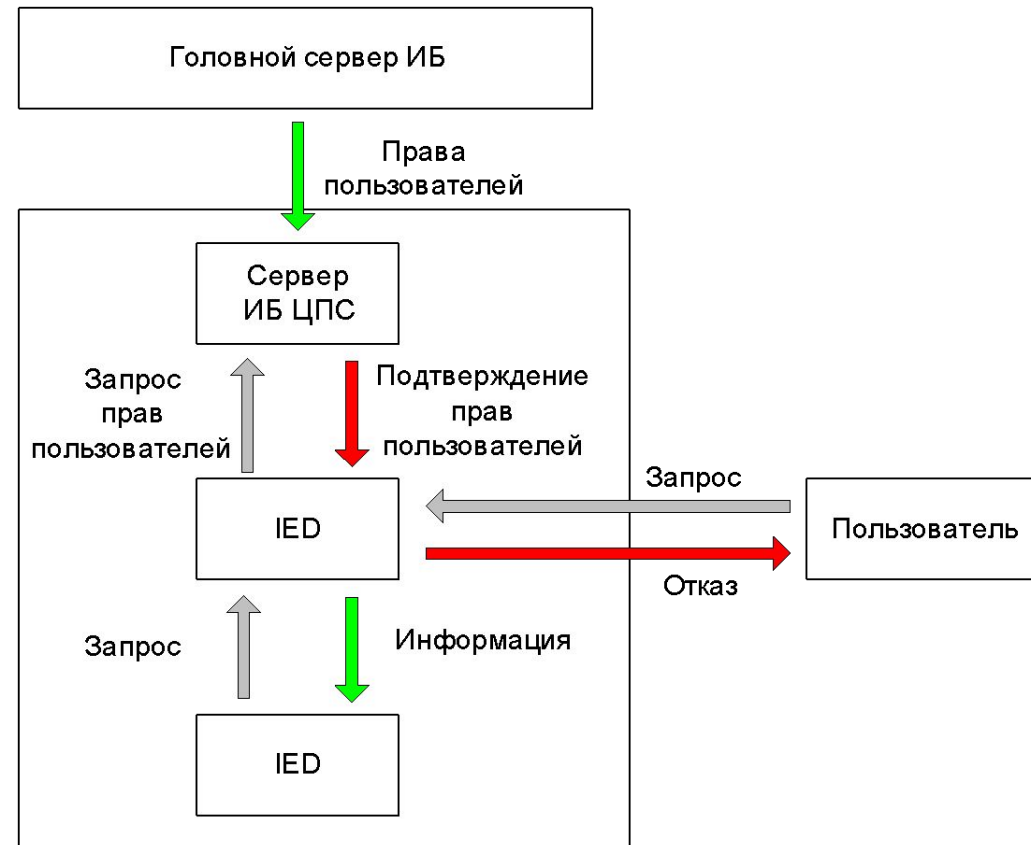 Головной сервер ИБ
Права
пользователей
Сервер
ИБ ЦПС
Запрос
прав
пользователей
Подтверждение
прав
пользователей
Запрос
IED
Пользователь
Отказ
Запрос
Информация
IED